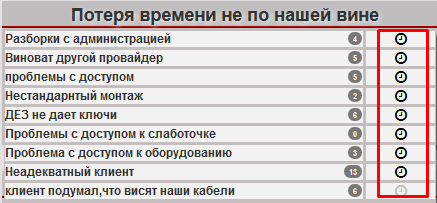 Потеря времени не по нашей вине
Разборки с администрацией 4
Виноват другой провайдер 5
проблемы с доступом 5
Нестандартный монтаж 2
ДЕЗ не дает ключи 6
Проблемы с доступом к слаботочке 0
Проблема с доступом к оборудованию 3
Неадекватный клиент 13
клиент подумал,что висят наши кабели 6